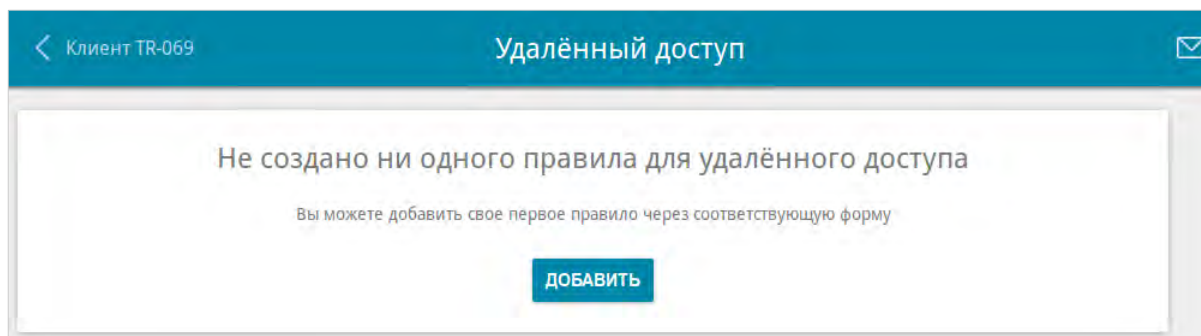 Клиент TR-069
Удалённый доступ
Не создано ни одного правила для удалённого доступа
Вы можете добавить свое первое правило через соответствующую форму
ДОБАВИТЬ